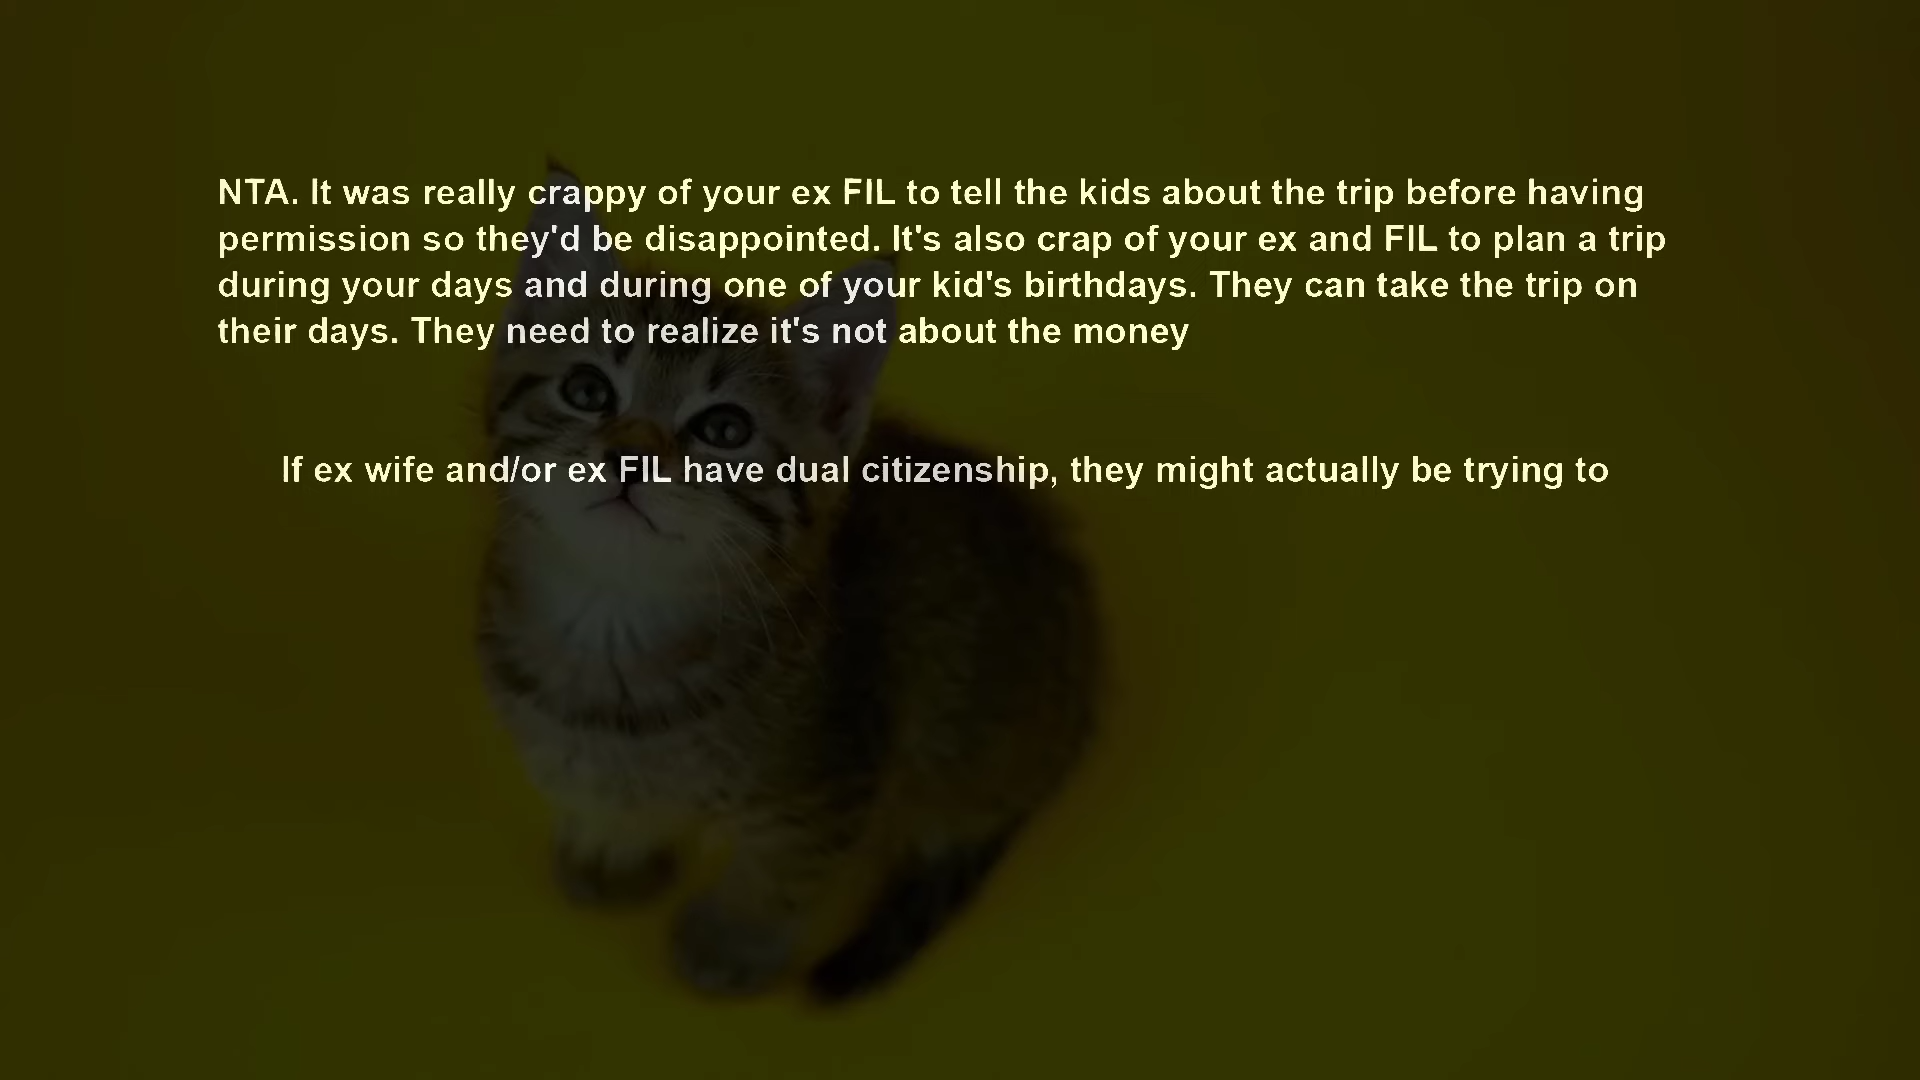 NTA. It was really crappy of your ex FIL to tell the kids about the trip before having
permission so they'd be disappointed. It's also crap of your ex and FIL to plan a trip
during your days and during one of your kid's birthdays. They can take the trip on
their days. They need to realize it's not about the money
If ex wife and/or ex FIL have dual citizenship, they might actually be trying to